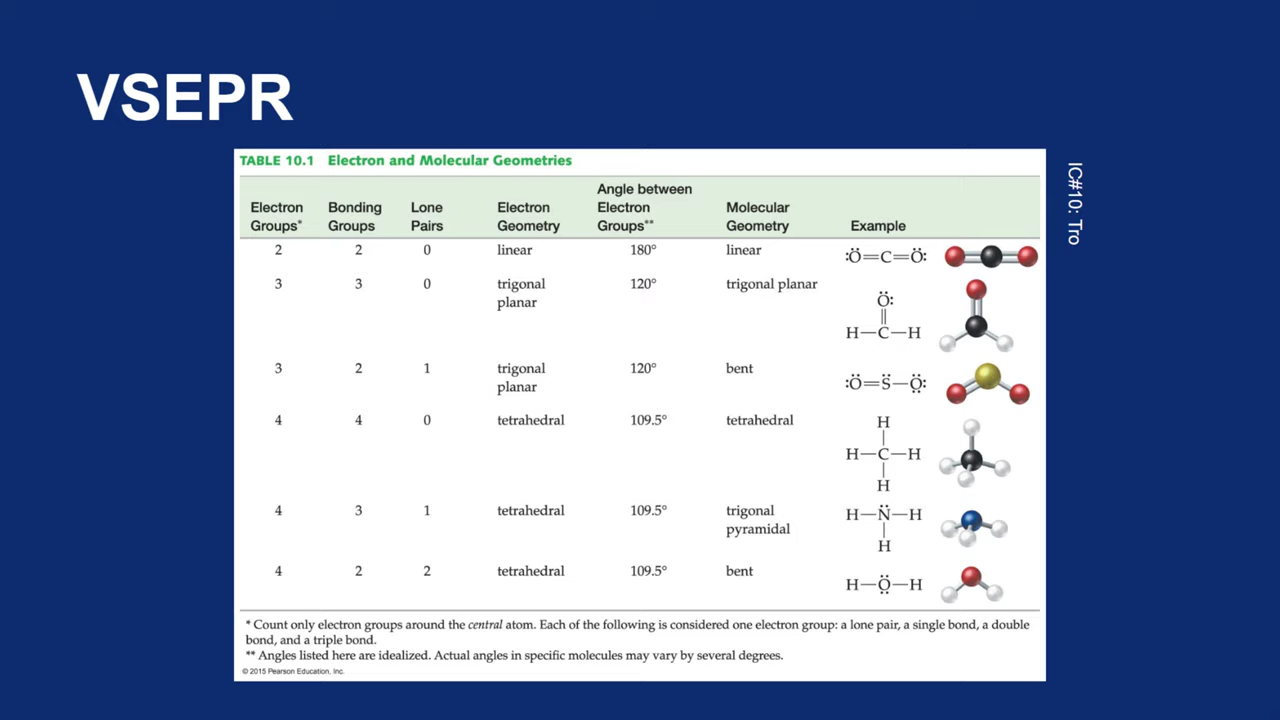 VSEPR
TABLE 10.1 Electron and Molecular Geometries
Electron Groups* Bonding Groups Lone Pairs Electron Geometry Angle between Electron Groups** Molecular Geometry Example
2 2 0 linear 180° linear :Ö=C=Ö:
3 3 0 trigonal planar 120° trigonal planar
Ö:
||
H—C—H
3 2 1 trigonal planar 120° bent :Ö=S̈—Ö̤:
4 4 0 tetrahedral 109.5° tetrahedral
H
|
H—C—H
|
H
4 3 1 tetrahedral 109.5° trigonal pyramidal
H—N̈—H
|
H
4 2 2 tetrahedral 109.5° bent H—Ö̤—H
* Count only electron groups around the central atom. Each of the following is considered one electron group: a lone pair, a single bond, a double
bond, and a triple bond.
** Angles listed here are idealized. Actual angles in specific molecules may vary by several degrees.
© 2015 Pearson Education, Inc.
IC#10: Tro